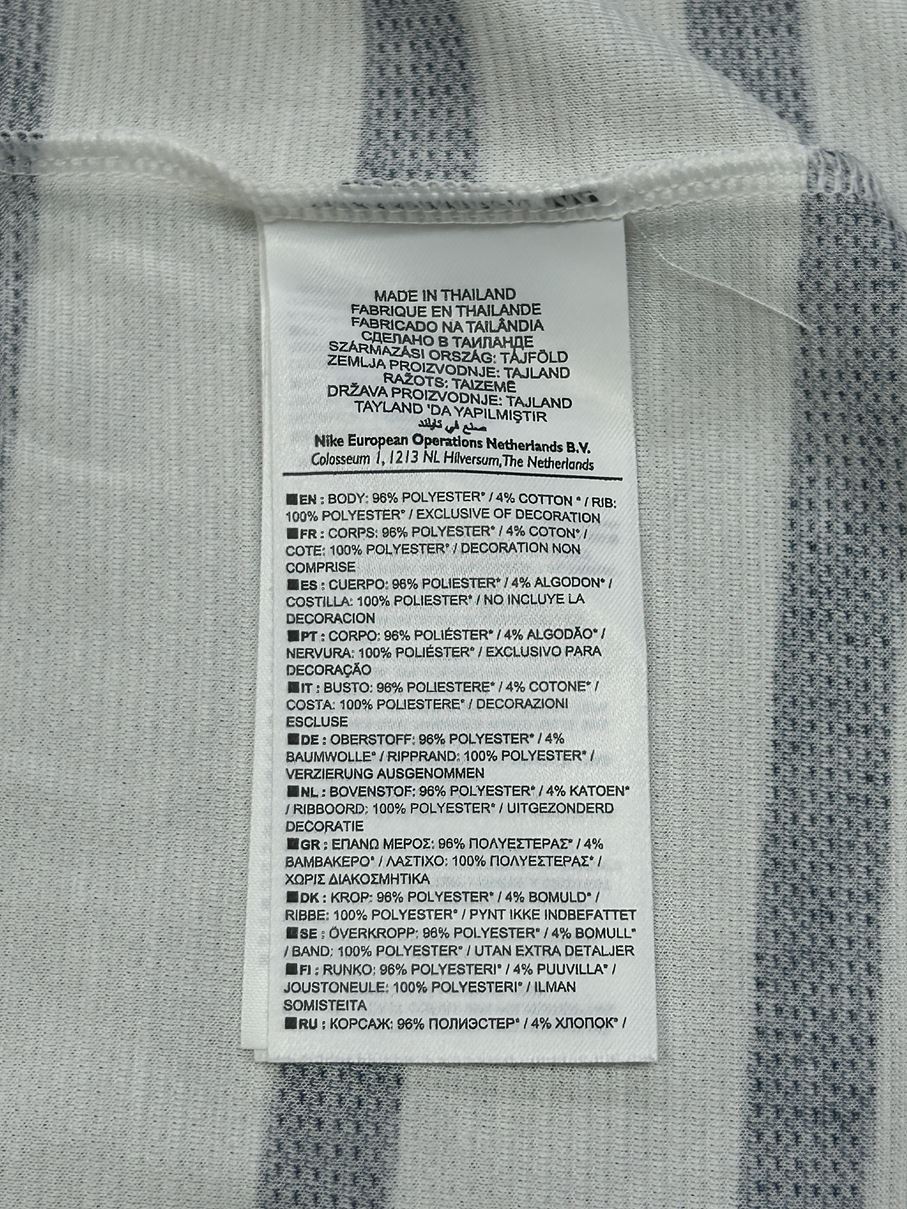 MADE IN THAILAND
FABRIQUE EN THAILANDE
FABRICADO NA TAILÂNDIA
СДЕЛАНО В ТАИЛАНДЕ
SZÁRMAZÁSI ORSZÁG: TÁJFÖLD
ZEMLJA PROIZVODNJE: TAJLAND
RAŽOTS: TAIZEMĒ
DRŽAVA PROIZVODNJE: TAJLAND
TAYLAND 'DA YAPILMIŞTIR
صنع في تايلاند
Nike European Operations Netherlands B.V.
Colosseum 1, 1213 NL Hilversum, The Netherlands
■EN : BODY: 96% POLYESTER* / 4% COTTON * / RIB:
100% POLYESTER* / EXCLUSIVE OF DECORATION
■FR : CORPS: 96% POLYESTER* / 4% COTON* /
COTE: 100% POLYESTER* / DECORATION NON
COMPRISE
■ES : CUERPO: 96% POLIESTER* / 4% ALGODON* /
COSTILLA: 100% POLIESTER* / NO INCLUYE LA
DECORACION
■PT : CORPO: 96% POLIÉSTER* / 4% ALGODÃO* /
NERVURA: 100% POLIÉSTER* / EXCLUSIVO PARA
DECORAÇÃO
■IT : BUSTO: 96% POLIESTERE* / 4% COTONE* /
COSTA: 100% POLIESTERE* / DECORAZIONI
ESCLUSE
■DE : OBERSTOFF: 96% POLYESTER* / 4%
BAUMWOLLE* / RIPPRAND: 100% POLYESTER* /
VERZIERUNG AUSGENOMMEN
■NL : BOVENSTOF: 96% POLYESTER* / 4% KATOEN*
/ RIBBOORD: 100% POLYESTER* / UITGEZONDERD
DECORATIE
■GR : ΕΠΑΝΩ ΜΕΡΟΣ: 96% ΠΟΛΥΕΣΤΕΡΑΣ* / 4%
ΒΑΜΒΑΚΕΡΟ* / ΛΑΣΤΙΧΟ: 100% ΠΟΛΥΕΣΤΕΡΑΣ* /
ΧΩΡΙΣ ΔΙΑΚΟΣΜΗΤΙΚΑ
■DK : KROP: 96% POLYESTER* / 4% BOMULD* /
RIBBE: 100% POLYESTER* / PYNT IKKE INDBEFATTET
■SE : ÖVERKROPP: 96% POLYESTER* / 4% BOMULL*
/ BAND: 100% POLYESTER* / UTAN EXTRA DETALJER
■FI : RUNKO: 96% POLYESTERI* / 4% PUUVILLA* /
JOUSTONEULE: 100% POLYESTERI* / ILMAN
SOMISTEITA
■RU : КОРСАЖ: 96% ПОЛИЭСТЕР* / 4% ХЛОПОК* /